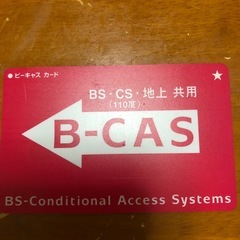 ●ビーキャス カード ★
BS・CS・地上 共用
(110度)
B-CAS
BS-Conditional Access Systems